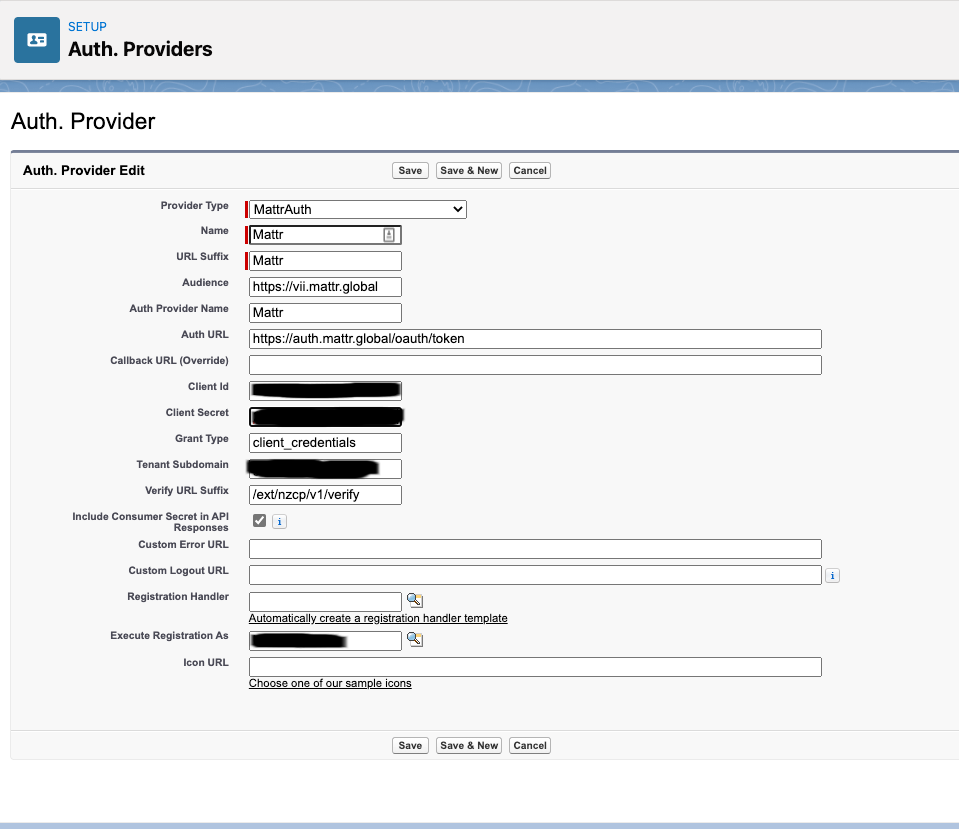 SETUP
Auth. Providers
Auth. Provider
Auth. Provider Edit
Save
Save & New
Cancel
Provider Type
MattrAuth
Name
Mattr
URL Suffix
Mattr
Audience
https://vii.mattr.global
Auth Provider Name
Mattr
Auth URL
https://auth.mattr.global/oauth/token
Callback URL (Override)
Client Id
Client Secret
Grant Type
client_credentials
Tenant Subdomain
Verify URL Suffix
/ext/nzcp/v1/verify
Include Consumer Secret in API
Responses
i
Custom Error URL
Custom Logout URL
i
Registration Handler
Automatically create a registration handler template
Execute Registration As
Icon URL
Choose one of our sample icons
Save
Save & New
Cancel